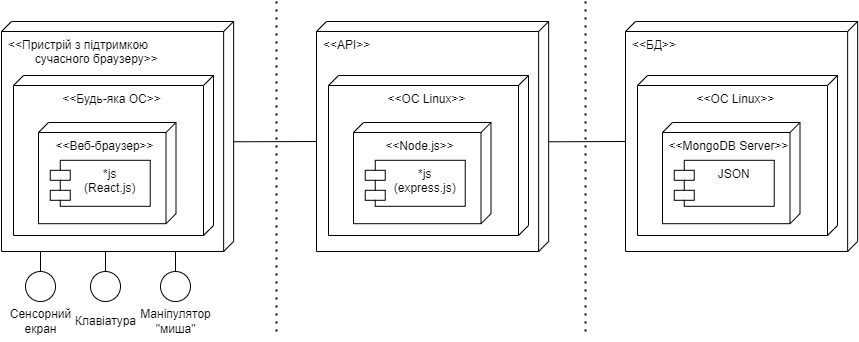 <<Пристрій з підтримкою
сучасного браузеру>>
<<Будь-яка ОС>>
<<Веб-браузер>>
*js
(React.js)
Сенсорний
екран
Клавіатура
Маніпулятор
"миша"
<<API>>
<<ОС Linux>>
<<Node.js>>
*js
(express.js)
<<БД>>
<<ОС Linux>>
<<MongoDB Server>>
JSON